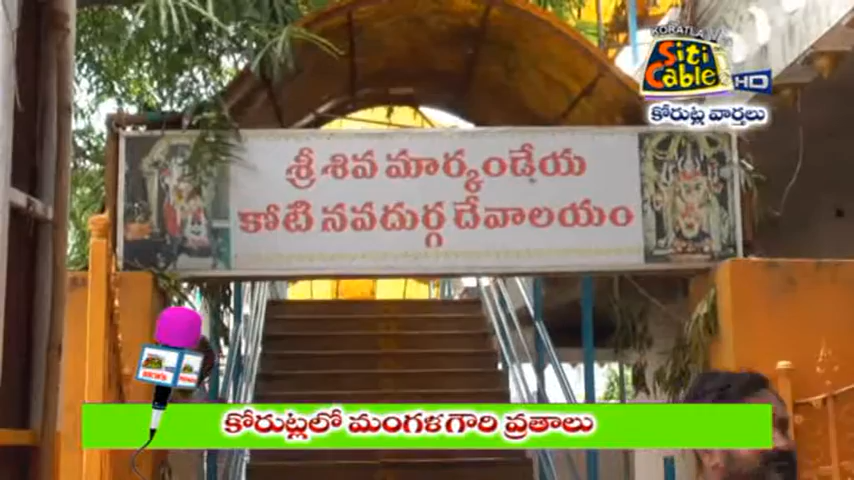 KORATLA
Siti
Cable
HD
కోరుట్ల వార్తలు
శ్రీ శివ మార్కండేయ
కోటి నవదుర్గ దేవాలయం
కోరుట్లలో మంగళగౌరి వ్రతాలు